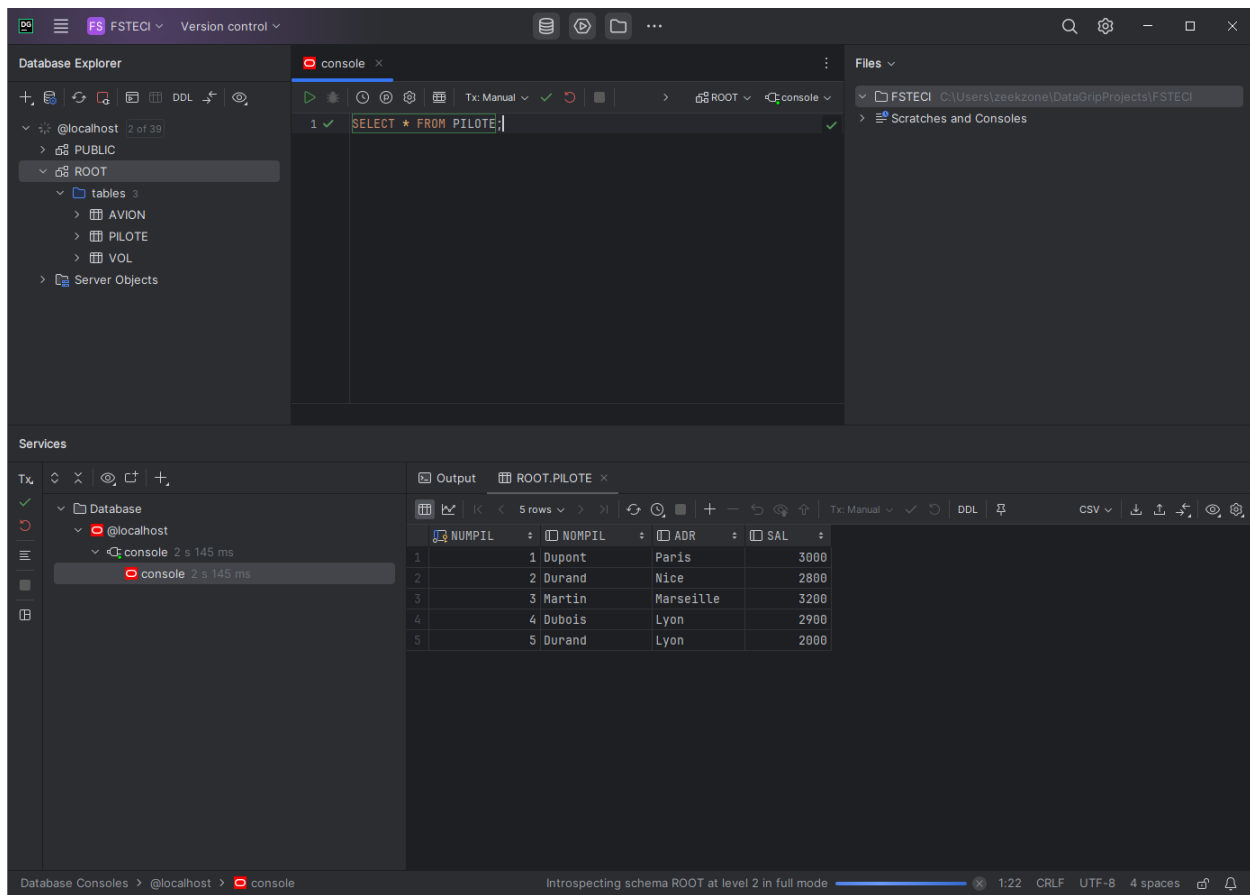 DG FS FSTECI Version control
Database Explorer
DDL
@localhost 2 of 39
PUBLIC
ROOT
tables 3
AVION
PILOTE
VOL
Server Objects
console
Tx: Manual ROOT console
1 SELECT * FROM PILOTE;
Files
FSTECI C:\Users\zeekzone\DataGripProjects\FSTECI
Scratches and Consoles
Services
Tx
Database
@localhost
console 2 s 145 ms
console 2 s 145 ms
Output ROOT.PILOTE
5 rows Tx: Manual DDL CSV
NUMPIL NOMPIL ADR SAL
1 1 Dupont Paris 3000
2 2 Durand Nice 2800
3 3 Martin Marseille 3200
4 4 Dubois Lyon 2900
5 5 Durand Lyon 2000
Database Consoles > @localhost > console Introspecting schema ROOT at level 2 in full mode 1:22 CRLF UTF-8 4 spaces